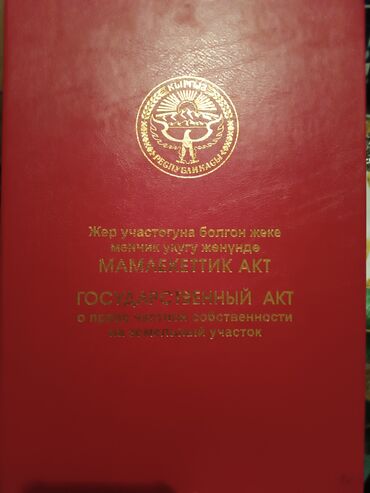 КЫРГЫЗ
РЕСПУБЛИКАСЫ
Жер участогуна болгон жеке
менчик укугу жөнүндө
МАМЛЕКЕТТИК АКТ
ГОСУДАРСТВЕННЫЙ АКТ
о праве частной собственности
на земельный участок